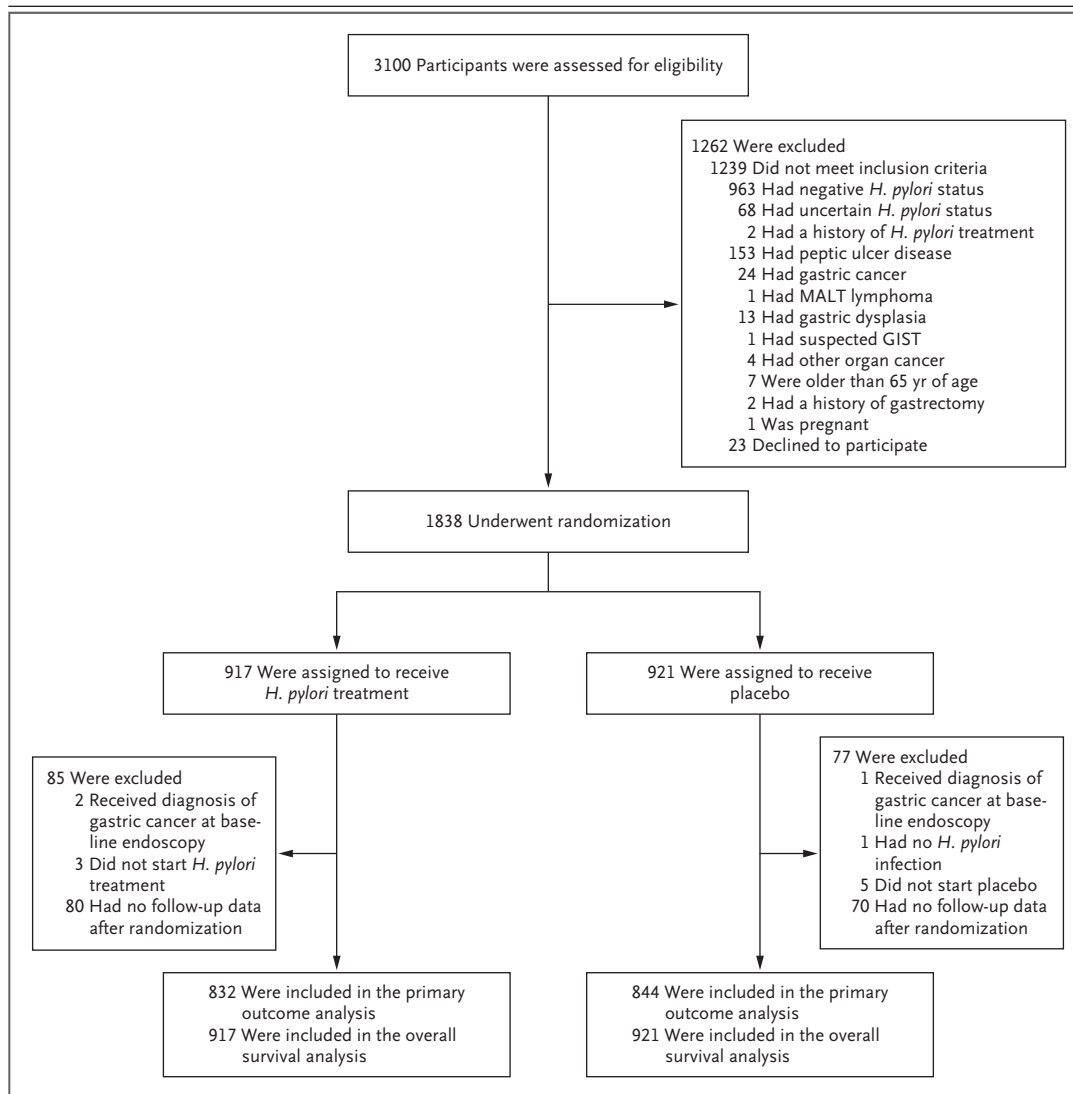 3100 Participants were assessed for eligibility
1262 Were excluded
1239 Did not meet inclusion criteria
963 Had negative H. pylori status
68 Had uncertain H. pylori status
2 Had a history of H. pylori treatment
153 Had peptic ulcer disease
24 Had gastric cancer
1 Had MALT lymphoma
13 Had gastric dysplasia
1 Had suspected GIST
4 Had other organ cancer
7 Were older than 65 yr of age
2 Had a history of gastrectomy
1 Was pregnant
23 Declined to participate
1838 Underwent randomization
917 Were assigned to receive
H. pylori treatment
921 Were assigned to receive
placebo
85 Were excluded
2 Received diagnosis of
gastric cancer at base-
line endoscopy
3 Did not start H. pylori
treatment
80 Had no follow-up data
after randomization
77 Were excluded
1 Received diagnosis of
gastric cancer at base-
line endoscopy
1 Had no H. pylori
infection
5 Did not start placebo
70 Had no follow-up data
after randomization
832 Were included in the primary
outcome analysis
917 Were included in the overall
survival analysis
844 Were included in the primary
outcome analysis
921 Were included in the overall
survival analysis